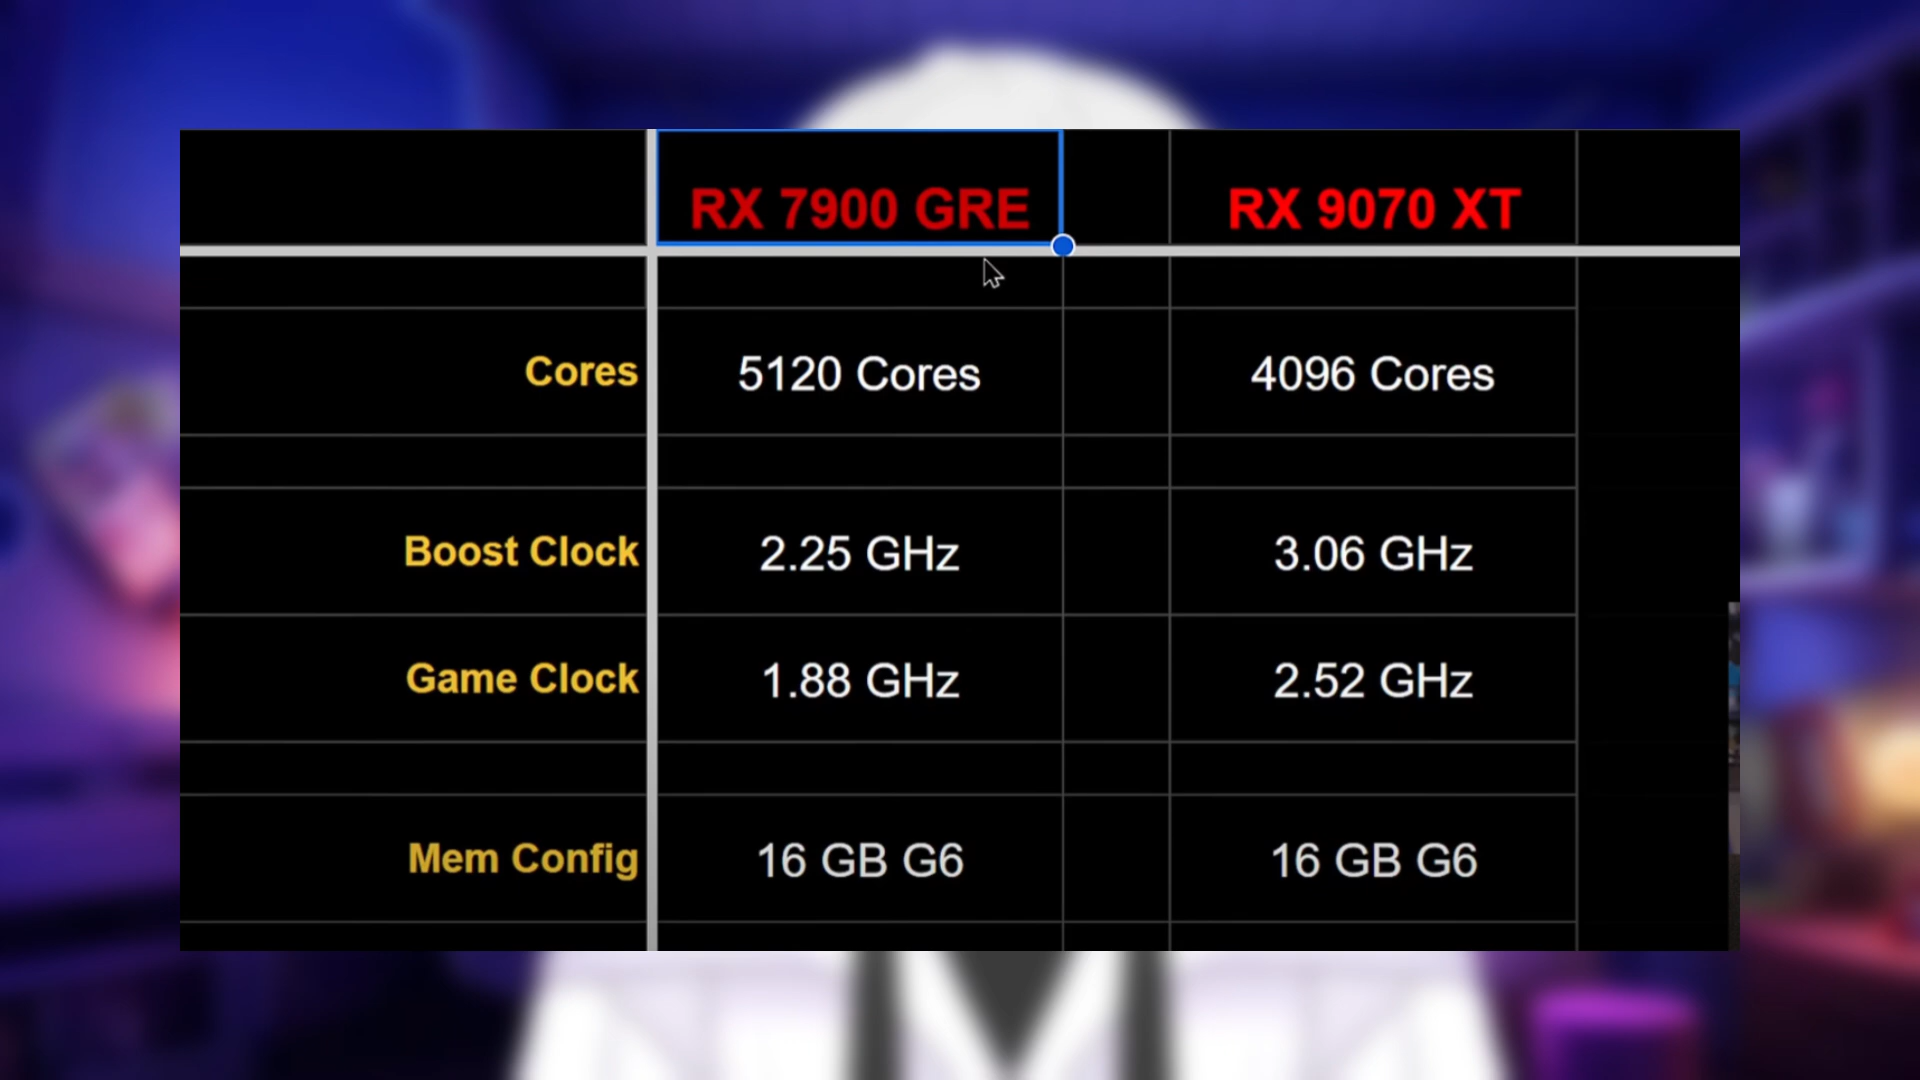 RX 7900 GRE RX 9070 XT
Cores 5120 Cores 4096 Cores
Boost Clock 2.25 GHz 3.06 GHz
Game Clock 1.88 GHz 2.52 GHz
Mem Config 16 GB G6 16 GB G6